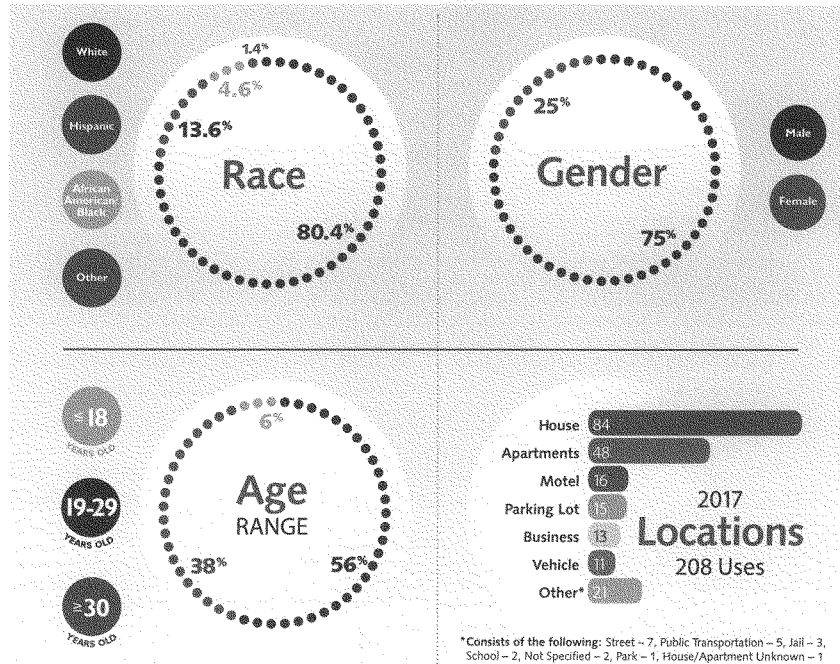 White
Hispanic
African
American/
Black
Other
1.4%
4.6%
13.6%
Race
80.4%
25%
Gender
75%
Male
Female
≤ 18
YEARS OLD
19-29
YEARS OLD
≥ 30
YEARS OLD
6%
Age
RANGE
38%
56%
House 84
Apartments 48
Motel 16
Parking Lot 15
Business 13
Vehicle 11
Other* 21
2017
Locations
208 Uses
*Consists of the following: Street – 7, Public Transportation – 5, Jail – 3,
School – 2, Not Specified – 2, Park – 1, House/Apartment Unknown – 1